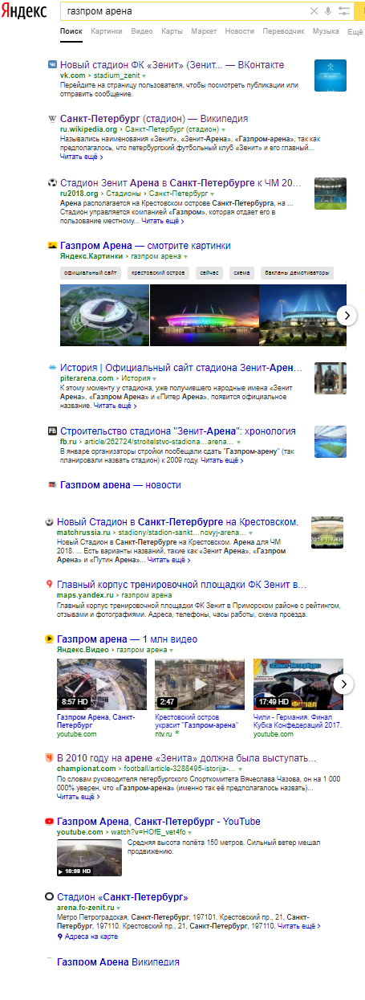 Яндекс
газпром арена
Поиск Картинки Видео Карты Маркет Новости Переводчик Музыка Ещё
Новый стадион ФК «Зенит» (Зенит... — ВКонтакте
vk.com › stadium_zenit
Перейдите на страницу пользователя, чтобы посмотреть публикации или
отправить сообщение.
Санкт-Петербург (стадион) — Википедия
ru.wikipedia.org › Санкт-Петербург (стадион)
Назывались наименования «Зенит», «Зенит-Арена», «Газпром-арена», так как
предполагалось, что петербургский футбольный клуб «Зенит» и его главный...
Читать ещё ›
Стадион Зенит Арена в Санкт-Петербурге к ЧМ 20...
ru2018.org › Стадионы › Санкт-Петербург
Арена располагается на Крестовском острове Санкт-Петербурга, на ...
Стадион управляется компанией «Газпром», которая отдает его в
пользование местному... Читать ещё ›
Газпром Арена — смотрите картинки
Яндекс.Картинки › газпром арена
официальный сайт крестовский остров сейчас схема бакланы демотиваторы
История | Официальный сайт стадиона Зенит-Арен...
piterarena.com › История
К этому моменту у стадиона, уже получившего народные имена «Зенит
Арена», «Газпром Арена» и «Питер Арена», появится официальное
название. Читать ещё ›
FB Строительство стадиона "Зенит-Арена": хронология
fb.ru › article/262724/stroitelstvo-stadiona...arena...
В январе организаторы стройки пообещали сдать "Газпром-арену" (так
планировали назвать стадион) к 2009 году. Читать ещё ›
Газпром арена — новости
Новый Стадион в Санкт-Петербурге на Крестовском.
matchrussia.ru › stadiony/stadion-sankt...novyj-arena...
Новый Стадион в Санкт-Петербурге на Крестовском. Арена для ЧМ
2018. ... Есть варианты названий, такие как «Зенит Арена», «Газпром
Арена» и «Путин Арена»... Читать ещё ›
Главный корпус тренировочной площадки ФК Зенит в...
maps.yandex.ru › газпром арена
Главный корпус тренировочной площадки ФК Зенит в Приморском районе с рейтингом,
отзывами и фотографиями. Адреса, телефоны, часы работы, схема проезда.
Газпром арена — 1 млн видео
Яндекс.Видео › газпром арена
8:57 HD 2:47 17:49 HD
Газпром Арена, Санкт-
Петербург
youtube.com
Крестовский остров
украсит "Газпром-арена"
ntv.ru *
Чили - Германия. Финал
Кубка Конфедераций 2017.
youtube.com
В 2010 году на арене «Зенита» должна была выступать...
championat.com › football/article-3288495-istorija-...
По словам руководителя петербургского Спорткомитета Вячеслава Чазова, он на 1 000
000% уверен, что «Газпром-арена» (именно так её предполагалось назвать)...
Читать ещё ›
Газпром Арена, Санкт-Петербург - YouTube
youtube.com › watch?v=HOfE_vet4fo
10:09 HD
Средняя высота полёта 150 метров. Сильный ветер мешал
продвижению.
Стадион «Санкт-Петербург»
arena.fc-zenit.ru
Метро Петроградская, Санкт-Петербург, 197101. Крестовский пр., 21, Санкт-
Петербург, 197110. Крестовский пр., 21, Санкт-Петербург, 197110. Читать ещё ›
Адреса на карте
Газпром Арена Википедия